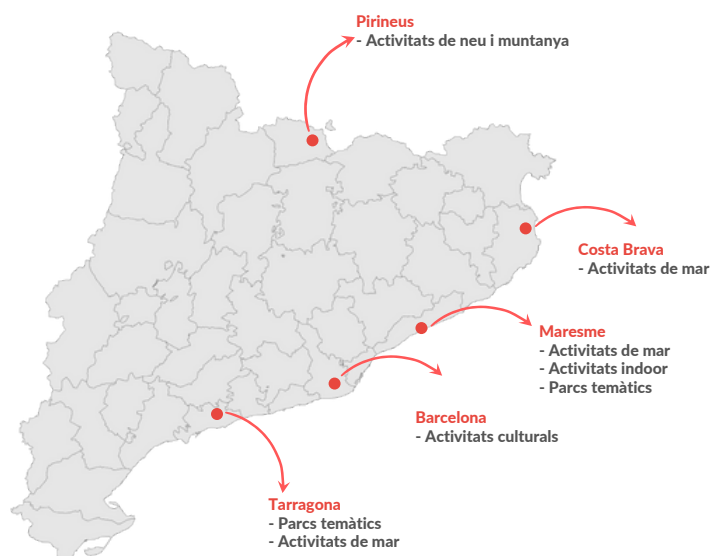 Pirineus
- Activitats de neu i muntanya
Costa Brava
- Activitats de mar
Maresme
- Activitats de mar
- Activitats indoor
- Parcs temàtics
Barcelona
- Activitats culturals
Tarragona
- Parcs temàtics
- Activitats de mar